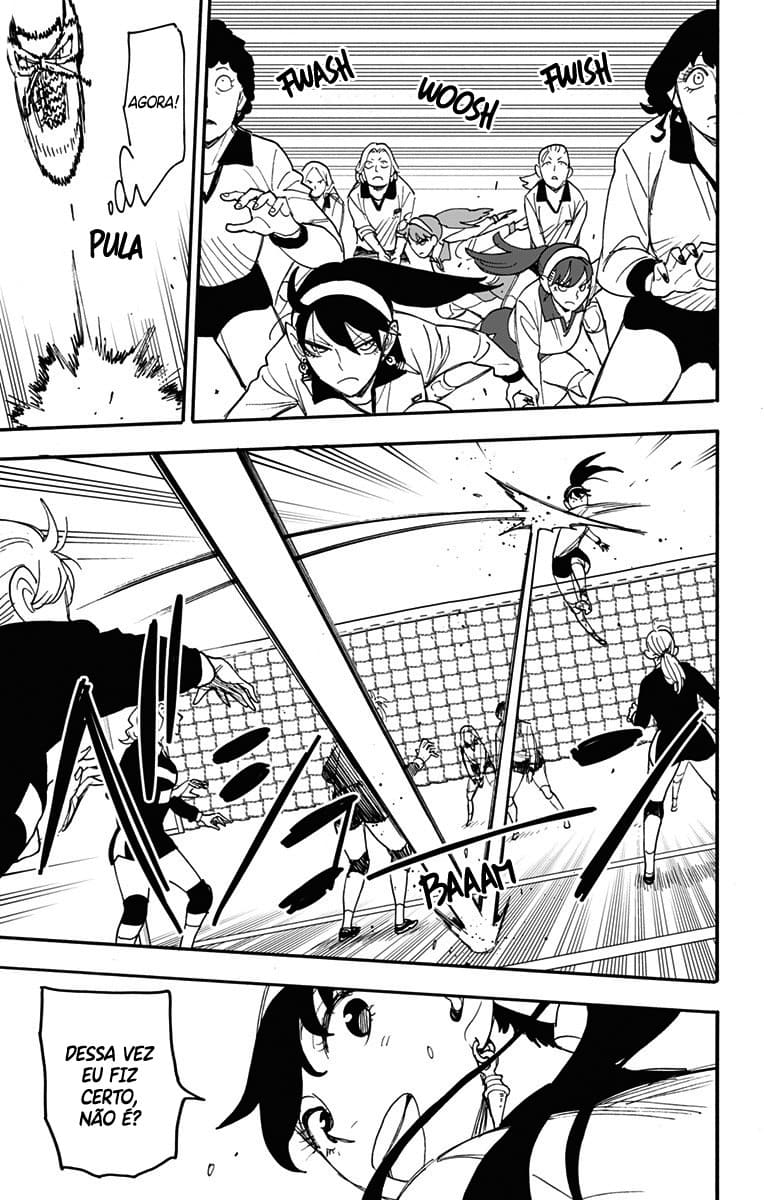 FWISH
WOOSH
FWASH
AGORA!
PULA
BAAAM
DESSA VEZ
EU FIZ
CERTO,
NÃO É?